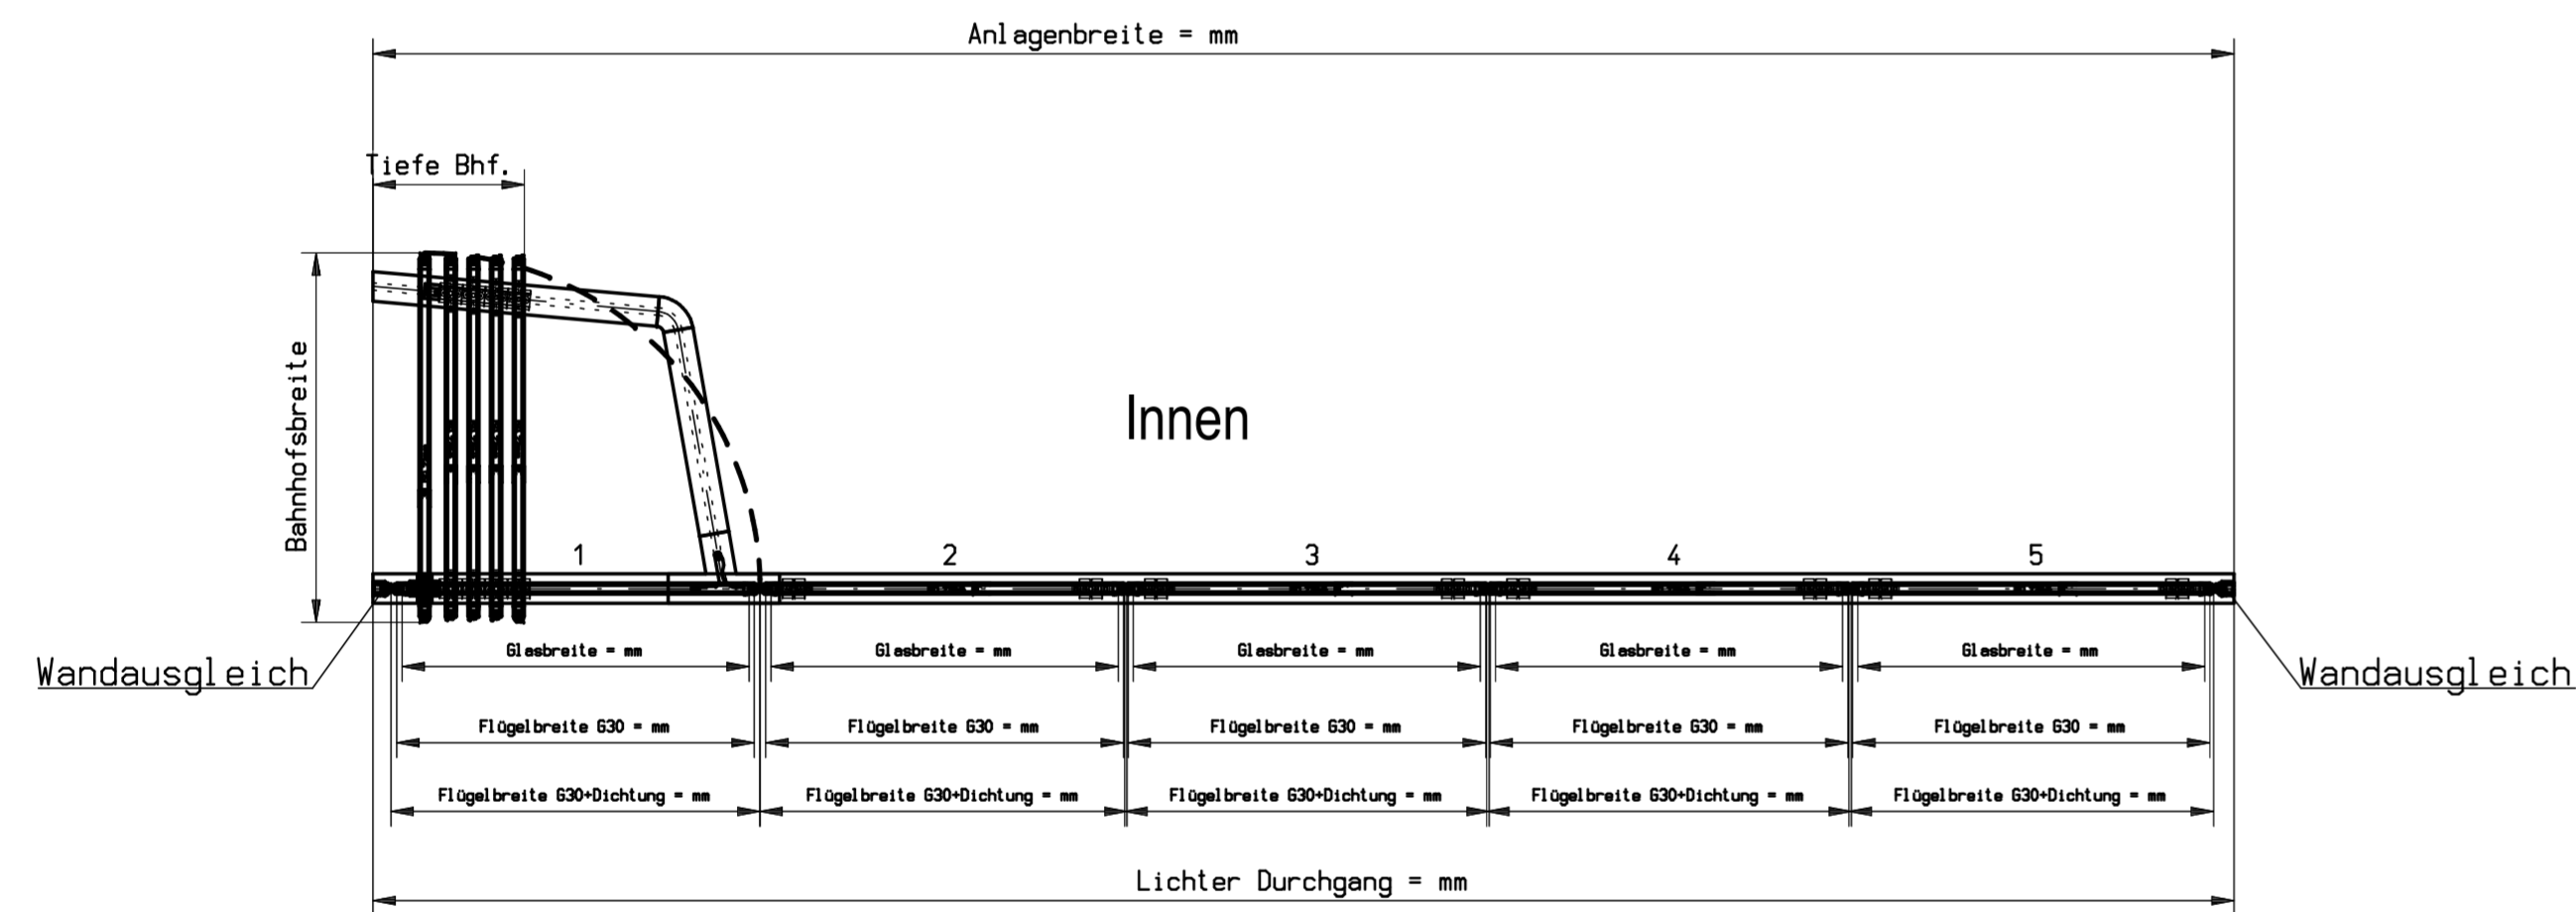 Anlagenbreite = mm
Tiefe Bhf.
Bahnhofsbreite
Innen
1 2 3 4 5
Glasbreite = mm Glasbreite = mm Glasbreite = mm Glasbreite = mm Glasbreite = mm
Wandausgleich Wandausgleich
Flügelbreite G30 = mm Flügelbreite G30 = mm Flügelbreite G30 = mm Flügelbreite G30 = mm Flügelbreite G30 = mm
Flügelbreite G30+Dichtung = mm Flügelbreite G30+Dichtung = mm Flügelbreite G30+Dichtung = mm Flügelbreite G30+Dichtung = mm Flügelbreite G30+Dichtung = mm
Lichter Durchgang = mm